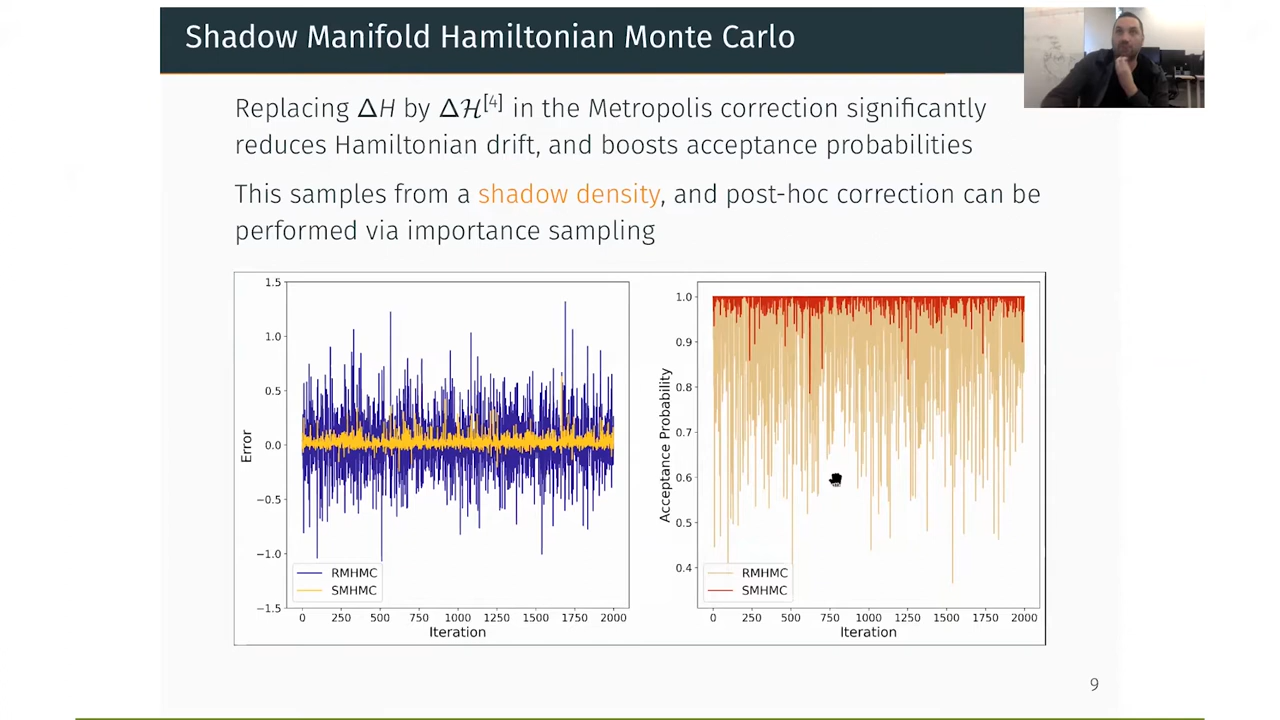 Shadow Manifold Hamiltonian Monte Carlo
Replacing ΔH by Δℋ[4] in the Metropolis correction significantly
reduces Hamiltonian drift, and boosts acceptance probabilities
This samples from a shadow density, and post-hoc correction can be
performed via importance sampling
1.5
1.0
0.5
0.0
−0.5
−1.0
−1.5
Error
RMHMC
SMHMC
0 250 500 750 1000 1250 1500 1750 2000
Iteration
1.0
0.9
0.8
0.7
0.6
0.5
0.4
Acceptance Probability
RMHMC
SMHMC
0 250 500 750 1000 1250 1500 1750 2000
Iteration
9